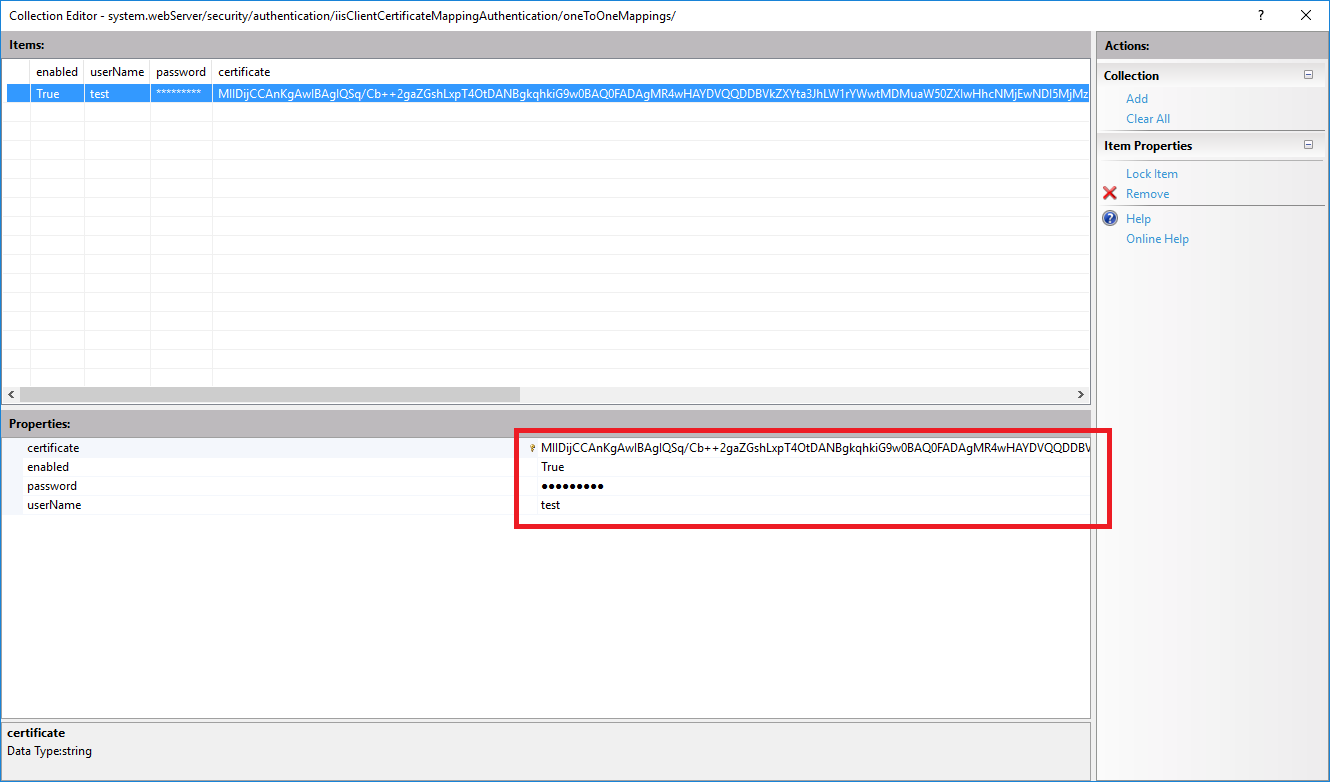 Collection Editor - system.webServer/security/authentication/iisClientCertificateMappingAuthentication/oneToOneMappings/
?
Items:
enabled userName password certificate
True test ********* MIIDijCCAnKgAwIBAgIQSq/Cb++2gaZGshLxpT4OtDANBgkqhkiG9w0BAQ0FADAgMR4wHAYDVQQDDBVkZXYta3JhLW1rYWwtMDMuaW50ZXIwHhcNMjEwNDI5MjMz
Properties:
certificate MIIDijCCAnKgAwIBAgIQSq/Cb++2gaZGshLxpT4OtDANBgkqhkiG9w0BAQ0FADAgMR4wHAYDVQQDDBV
enabled True
password ●●●●●●●●●
userName test
certificate
Data Type:string
Actions:
Collection
Add
Clear All
Item Properties
Lock Item
Remove
Help
Online Help